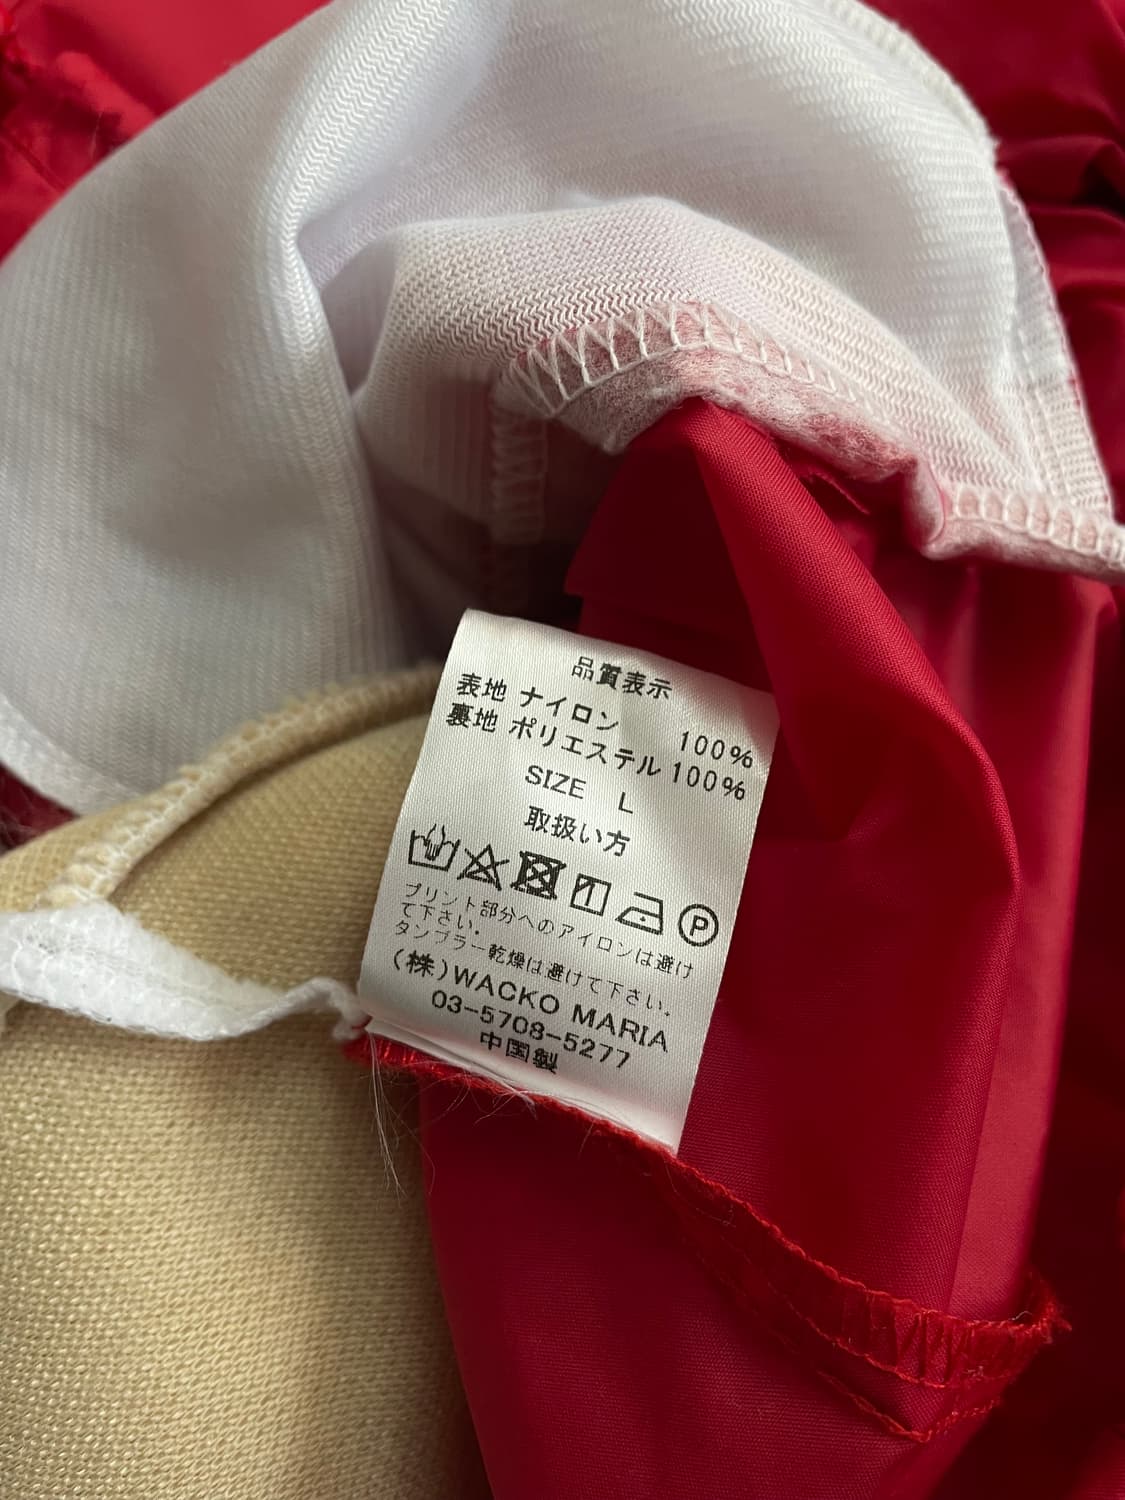 品質表示
表地 ナイロン 100%
裏地 ポリエステル 100%
SIZE L
取扱い方
P
プリント部分へのアイロンは避け
て下さい.
タンブラー乾燥は避けて下さい.
(株)WACKO MARIA
03-5708-5277
中国製